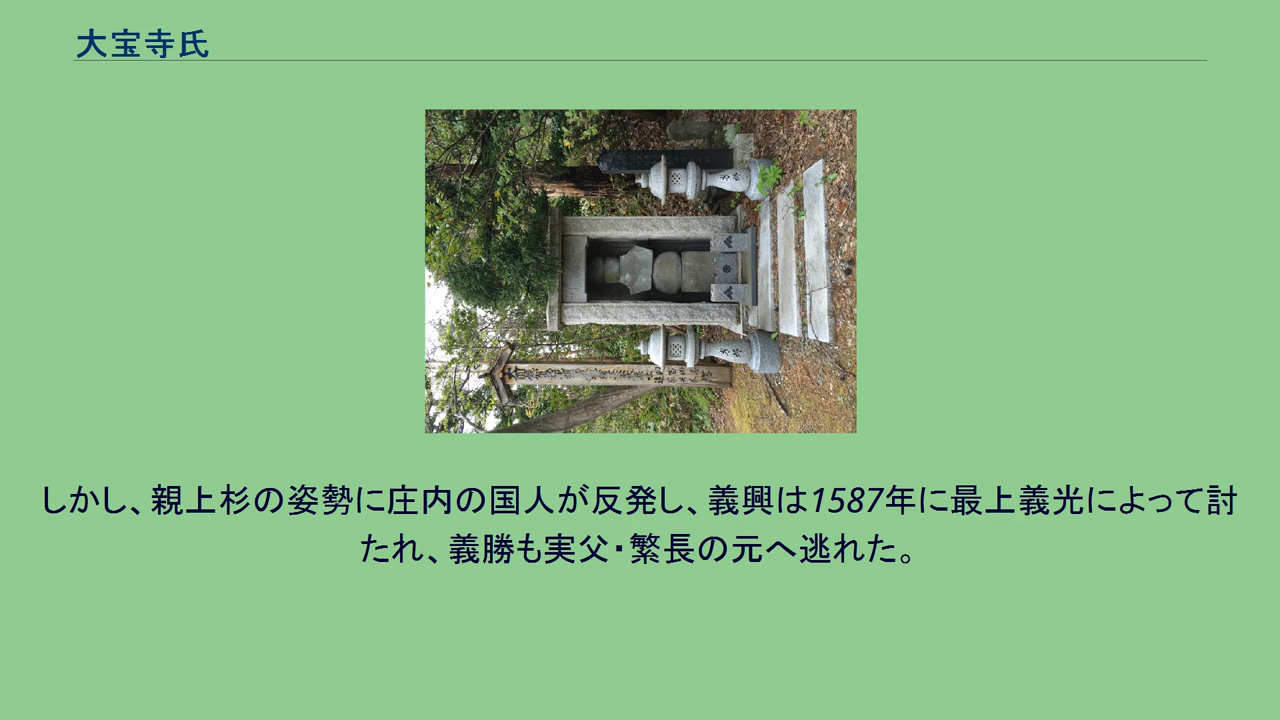 大宝寺氏
しかし、親上杉の姿勢に庄内の国人が反発し、義興は1587年に最上義光によって討
たれ、義勝も実父・繁長の元へ逃れた。